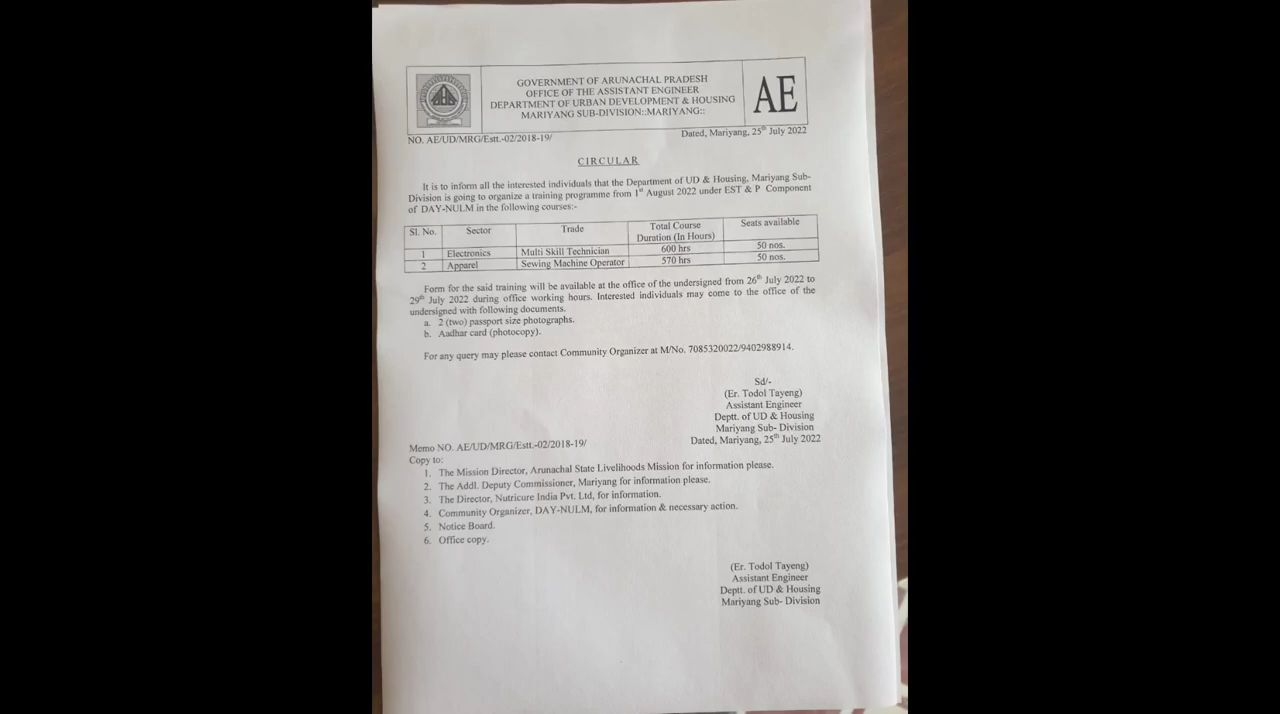 GOVERNMENT OF ARUNACHAL PRADESH
OFFICE OF THE ASSISTANT ENGINEER
DEPARTMENT OF URBAN DEVELOPMENT & HOUSING
MARIYANG SUB-DIVISION::MARIYANG::
AE
NO. AE/UD/MRG/Estt.-02/2018-19/ Dated, Mariyang, 25th July 2022
CIRCULAR
It is to inform all the interested individuals that the Department of UD & Housing, Mariyang Sub-
Division is going to organize a training programme from 1st August 2022 under EST & P Component
of DAY-NULM in the following courses:-
Sl. No. Sector Trade Total Course Duration (In Hours) Seats available
1 Electronics Multi Skill Technician 600 hrs 50 nos.
2 Apparel Sewing Machine Operator 570 hrs 50 nos.
Form for the said training will be available at the office of the undersigned from 26th July 2022 to
29th July 2022 during office working hours. Interested individuals may come to the office of the
undersigned with following documents.
a. 2 (two) passport size photographs.
b. Aadhar card (photocopy).
For any query may please contact Community Organizer at M/No. 7085320022/9402988914.
Sd/-
(Er. Todol Tayeng)
Assistant Engineer
Deptt. of UD & Housing
Mariyang Sub- Division
Memo NO. AE/UD/MRG/Estt.-02/2018-19/ Dated, Mariyang, 25th July 2022
Copy to:
1. The Mission Director, Arunachal State Livelihoods Mission for information please.
2. The Addl. Deputy Commissioner, Mariyang for information please.
3. The Director, Nutricure India Pvt. Ltd, for information.
4. Community Organizer, DAY-NULM, for information & necessary action.
5. Notice Board.
6. Office copy.
(Er. Todol Tayeng)
Assistant Engineer
Deptt. of UD & Housing
Mariyang Sub- Division